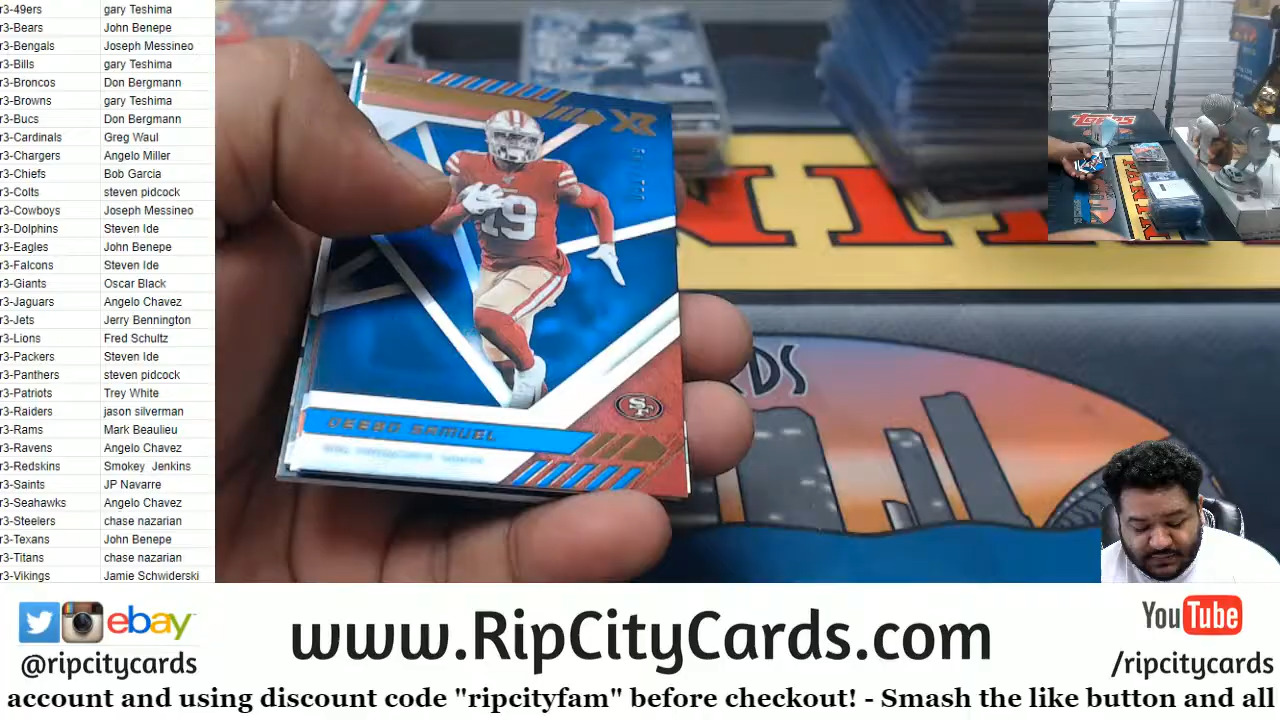 r3-49ers gary Teshima
r3-Bears John Benepe
r3-Bengals Joseph Messineo
r3-Bills gary Teshima
r3-Broncos Don Bergmann
r3-Browns gary Teshima
r3-Bucs Don Bergmann
r3-Cardinals Greg Waul
r3-Chargers Angelo Miller
r3-Chiefs Bob Garcia
r3-Colts steven pidcock
r3-Cowboys Joseph Messineo
r3-Dolphins Steven Ide
r3-Eagles John Benepe
r3-Falcons Steven Ide
r3-Giants Oscar Black
r3-Jaguars Angelo Chavez
r3-Jets Jerry Bennington
r3-Lions Fred Schultz
r3-Packers Steven Ide
r3-Panthers steven pidcock
r3-Patriots Trey White
r3-Raiders jason silverman
r3-Rams Mark Beaulieu
r3-Ravens Angelo Chavez
r3-Redskins Smokey Jenkins
r3-Saints JP Navarre
r3-Seahawks Angelo Chavez
r3-Steelers chase nazarian
r3-Texans John Benepe
r3-Titans chase nazarian
r3-Vikings Jamie Schwiderski
XR
19
DEEBO SAMUEL
SF
RDS
Topps
PANINI
ebay
@ripcitycards
www.RipCityCards.com
YouTube
/ripcitycards
account and using discount code "ripcityfam" before checkout! - Smash the like button and all